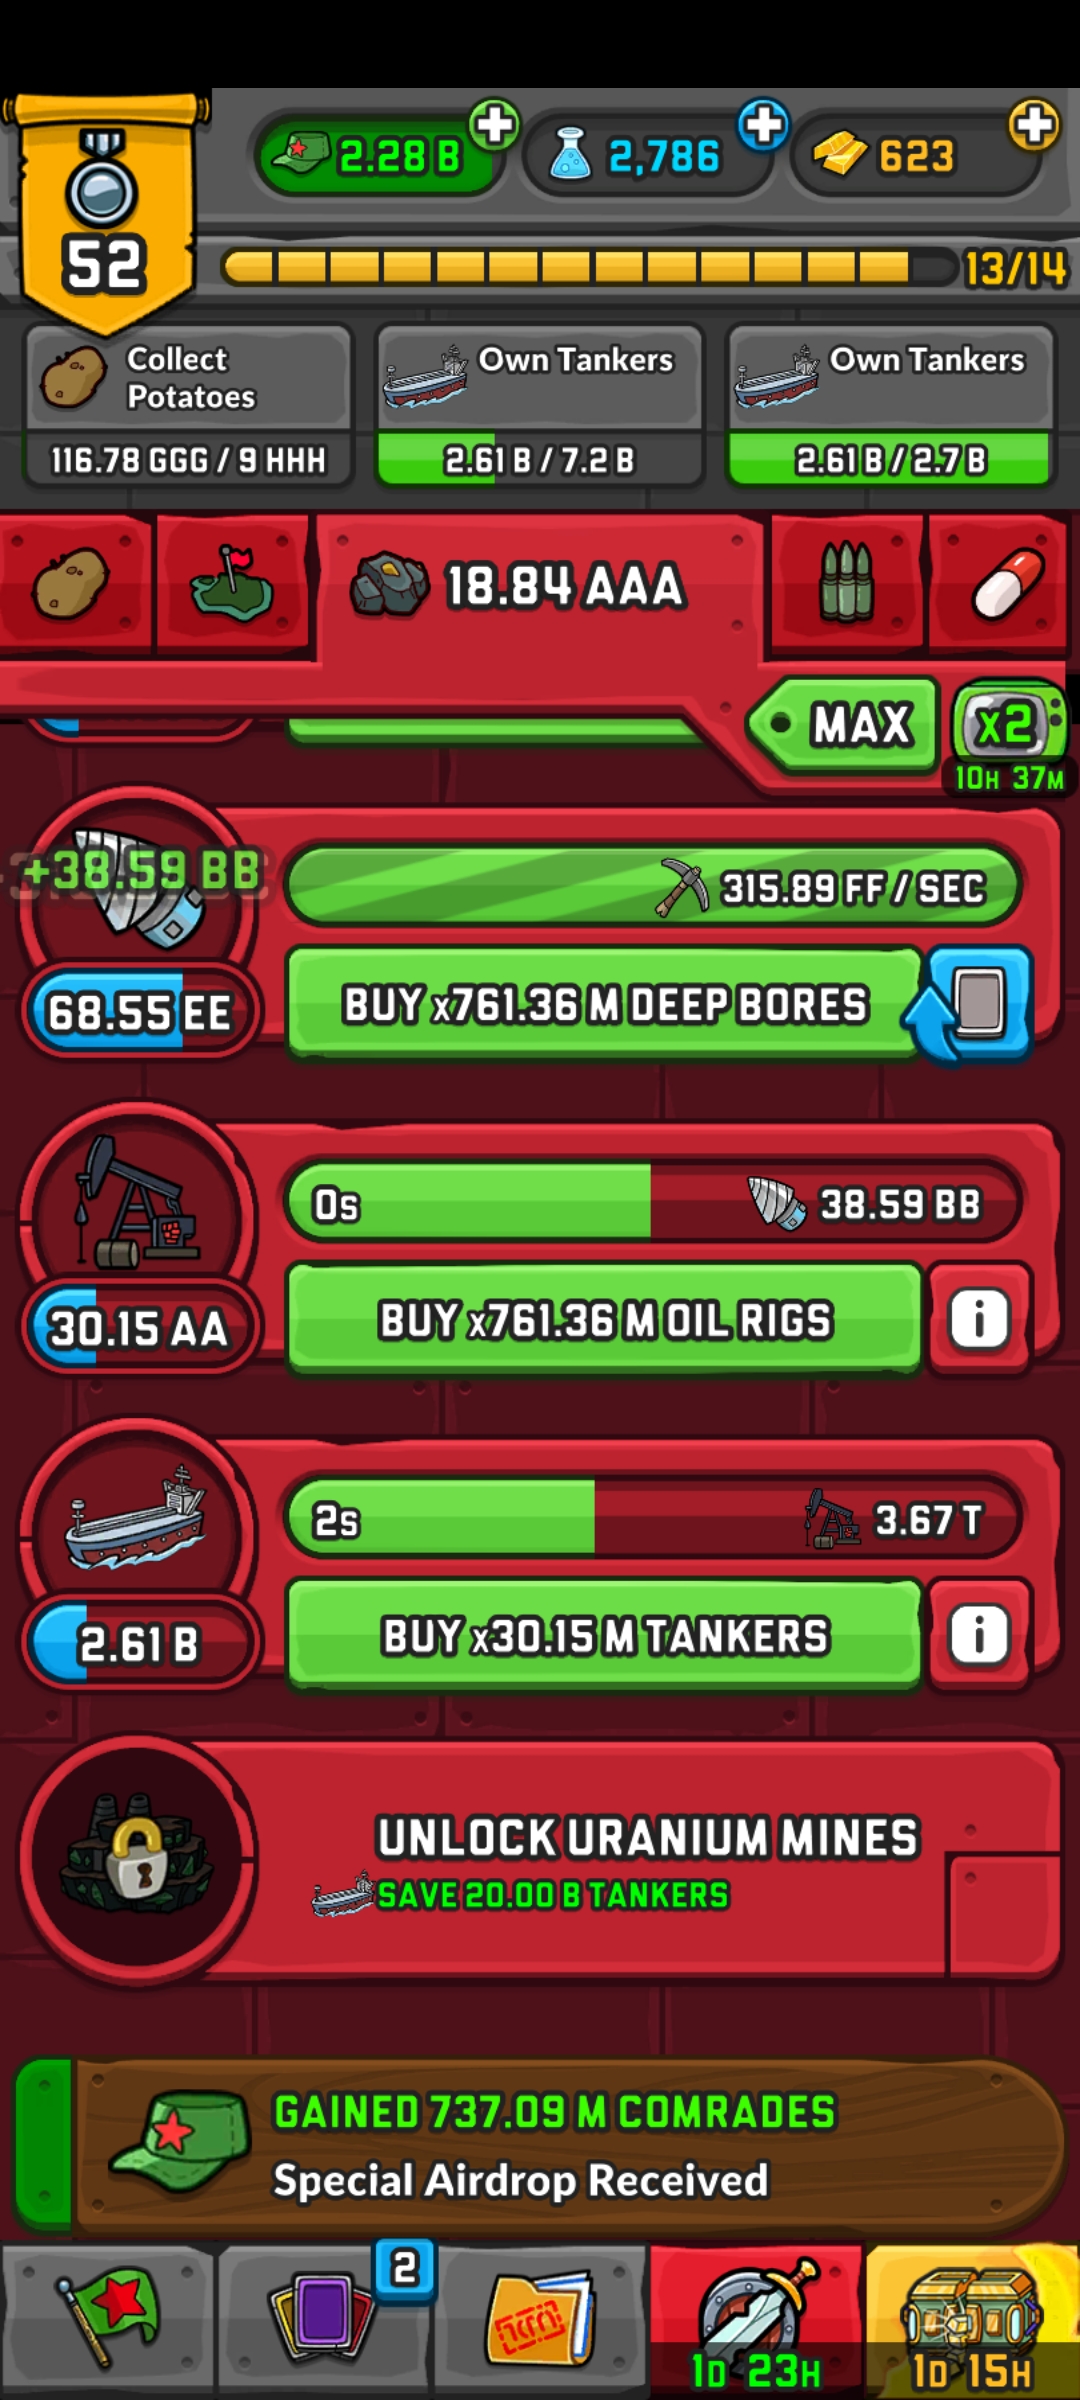 2.28 B
2,786
623
52
13/14
Collect
Potatoes
116.78 GGG / 9 HHH
Own Tankers
2.61 B / 7.2 B
Own Tankers
2.61 B / 2.7 B
18.84 AAA
MAX
x2
10H 37M
+38.59 BB
315.89 FF / SEC
68.55 EE
BUY x761.36 M DEEP BORES
0s
38.59 BB
30.15 AA
BUY x761.36 M OIL RIGS
i
2s
3.67 T
2.61 B
BUY x30.15 M TANKERS
i
UNLOCK URANIUM MINES
SAVE 20.00 B TANKERS
GAINED 737.09 M COMRADES
Special Airdrop Received
2
1D 23H
1D 15H